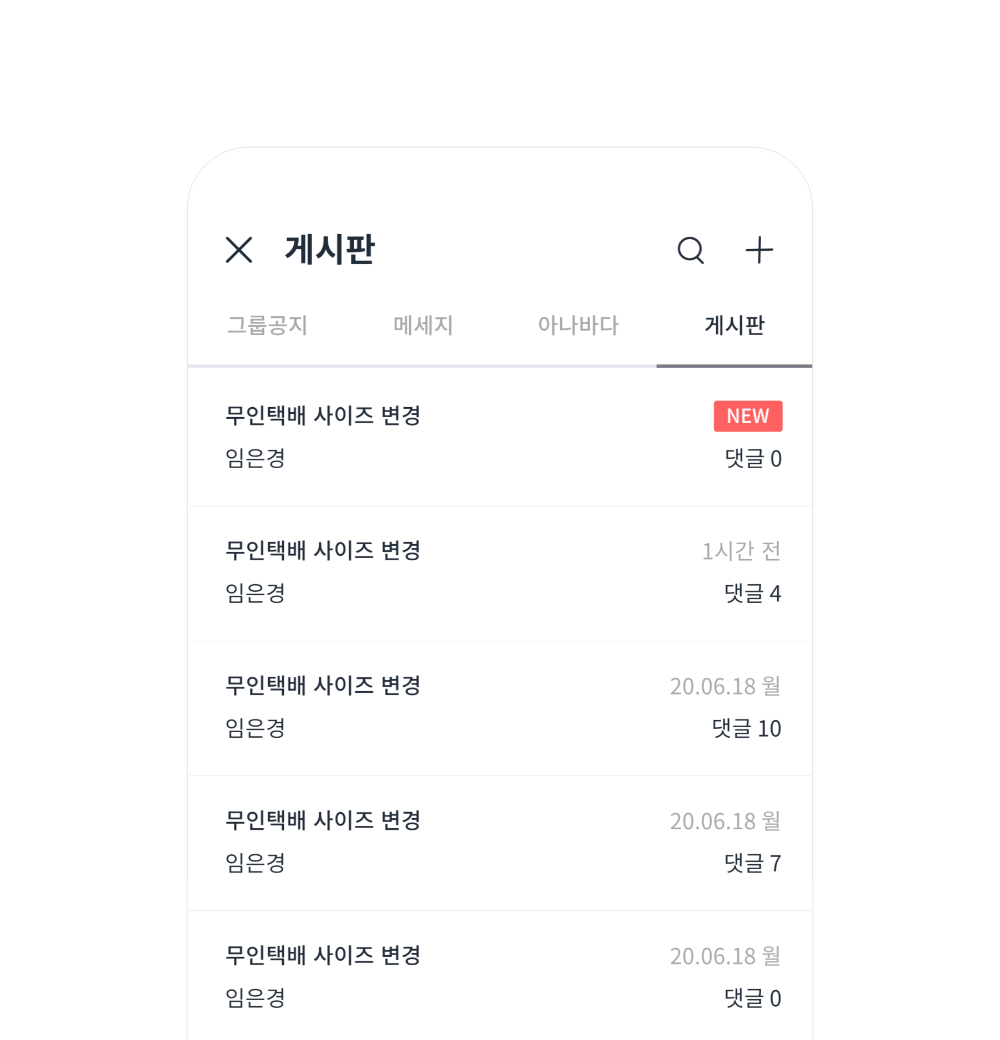 게시판
그룹공지 메세지 아나바다 게시판
무인택배 사이즈 변경 NEW
임은경 댓글 0
무인택배 사이즈 변경 1시간 전
임은경 댓글 4
무인택배 사이즈 변경 20.06.18 월
임은경 댓글 10
무인택배 사이즈 변경 20.06.18 월
임은경 댓글 7
무인택배 사이즈 변경 20.06.18 월
임은경 댓글 0